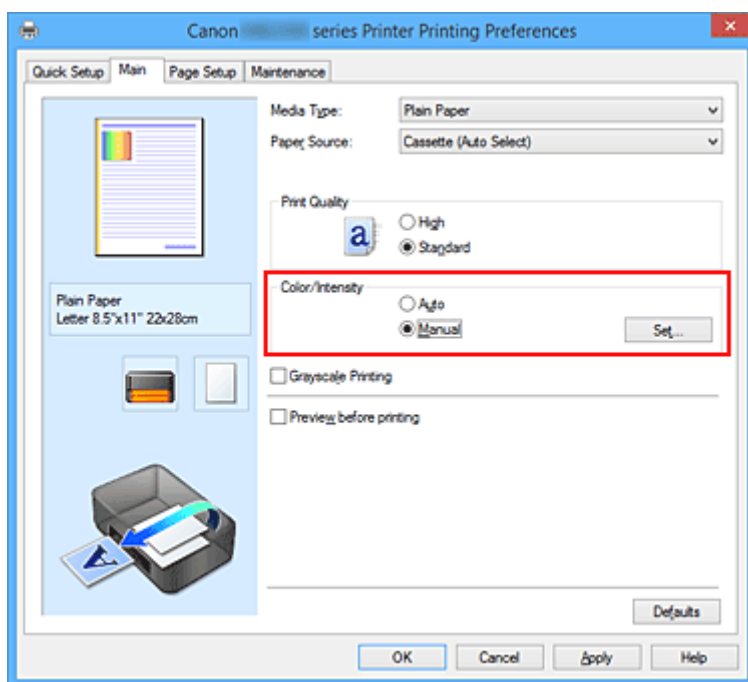 Canon series Printer Printing Preferences
Quick Setup Main Page Setup Maintenance
Media Type: Plain Paper
Paper Source: Cassette (Auto Select)
Print Quality
a
High
Standard
Color/Intensity
Auto
Manual
Set...
Plain Paper
Letter 8.5"x11" 22x28cm
Grayscale Printing
Preview before printing
A
Defaults
OK Cancel Apply Help